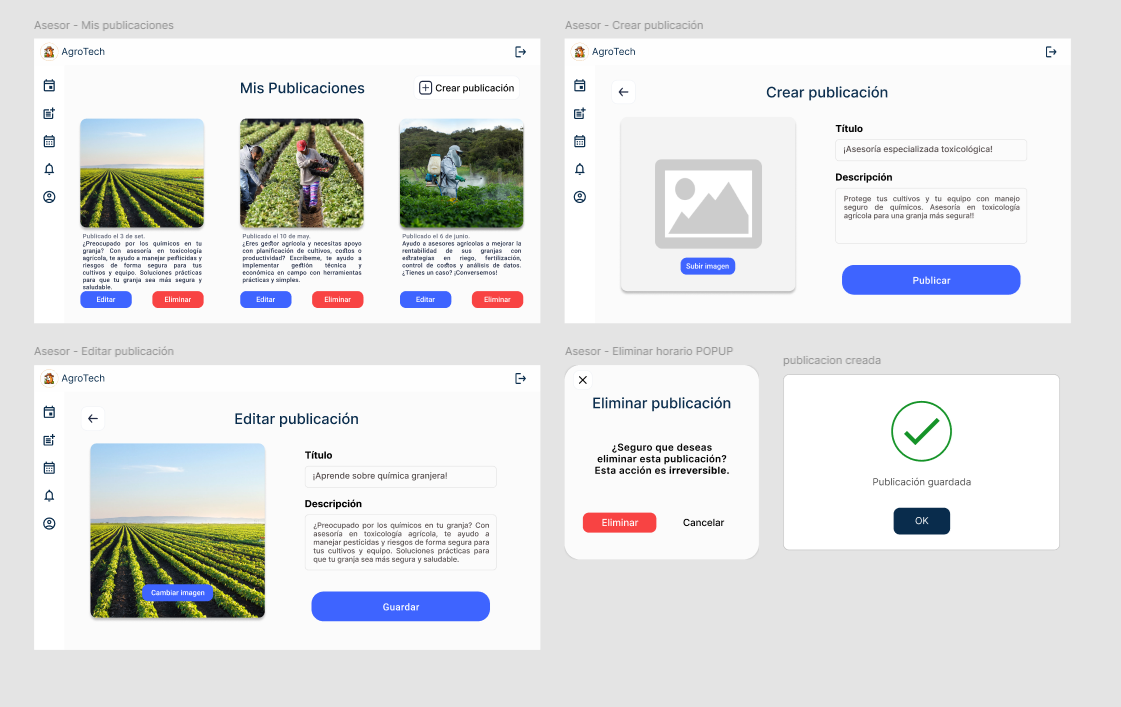 Asesor - Mis publicaciones
AgroTech
Mis Publicaciones
Crear publicación
Publicado el 3 de set.
¿Preocupado por los químicos en tu
granja? Con asesoría en toxicología
agrícola, te ayudo a manejar pesticidas y
riesgos de forma segura para tus
cultivos y equipo. Soluciones prácticas
para que tu granja sea más segura y
saludable.
Editar
Eliminar
Publicado el 10 de may.
¿Eres gestor agrícola y necesitas apoyo
con planificación de cultivos, costos o
productividad? Escríbeme, te ayudo a
implementar gestión técnica y
económica en campo con herramientas
prácticas y simples.
Editar
Eliminar
Publicado el 6 de junio.
Ayudo a asesores agrícolas a mejorar la
rentabilidad de sus granjas con
estrategias en riego, fertilización,
control de costos y análisis de datos.
¿Tienes un caso? ¡Conversemos!
Editar
Eliminar
Asesor - Crear publicación
AgroTech
Crear publicación
Subir imagen
Título
¡Asesoría especializada toxicológica!
Descripción
Protege tus cultivos y tu equipo con manejo
seguro de químicos. Asesoría en toxicología
agrícola para una granja más segura!!
Publicar
Asesor - Editar publicación
AgroTech
Editar publicación
Cambiar imagen
Título
¡Aprende sobre química granjera!
Descripción
¿Preocupado por los químicos en tu granja? Con
asesoría en toxicología agrícola, te ayudo a
manejar pesticidas y riesgos de forma segura para
tus cultivos y equipo. Soluciones prácticas para
que tu granja sea más segura y saludable.
Guardar
Asesor - Eliminar horario POPUP
Eliminar publicación
¿Seguro que deseas
eliminar esta publicación?
Esta acción es irreversible.
Eliminar
Cancelar
publicacion creada
Publicación guardada
OK